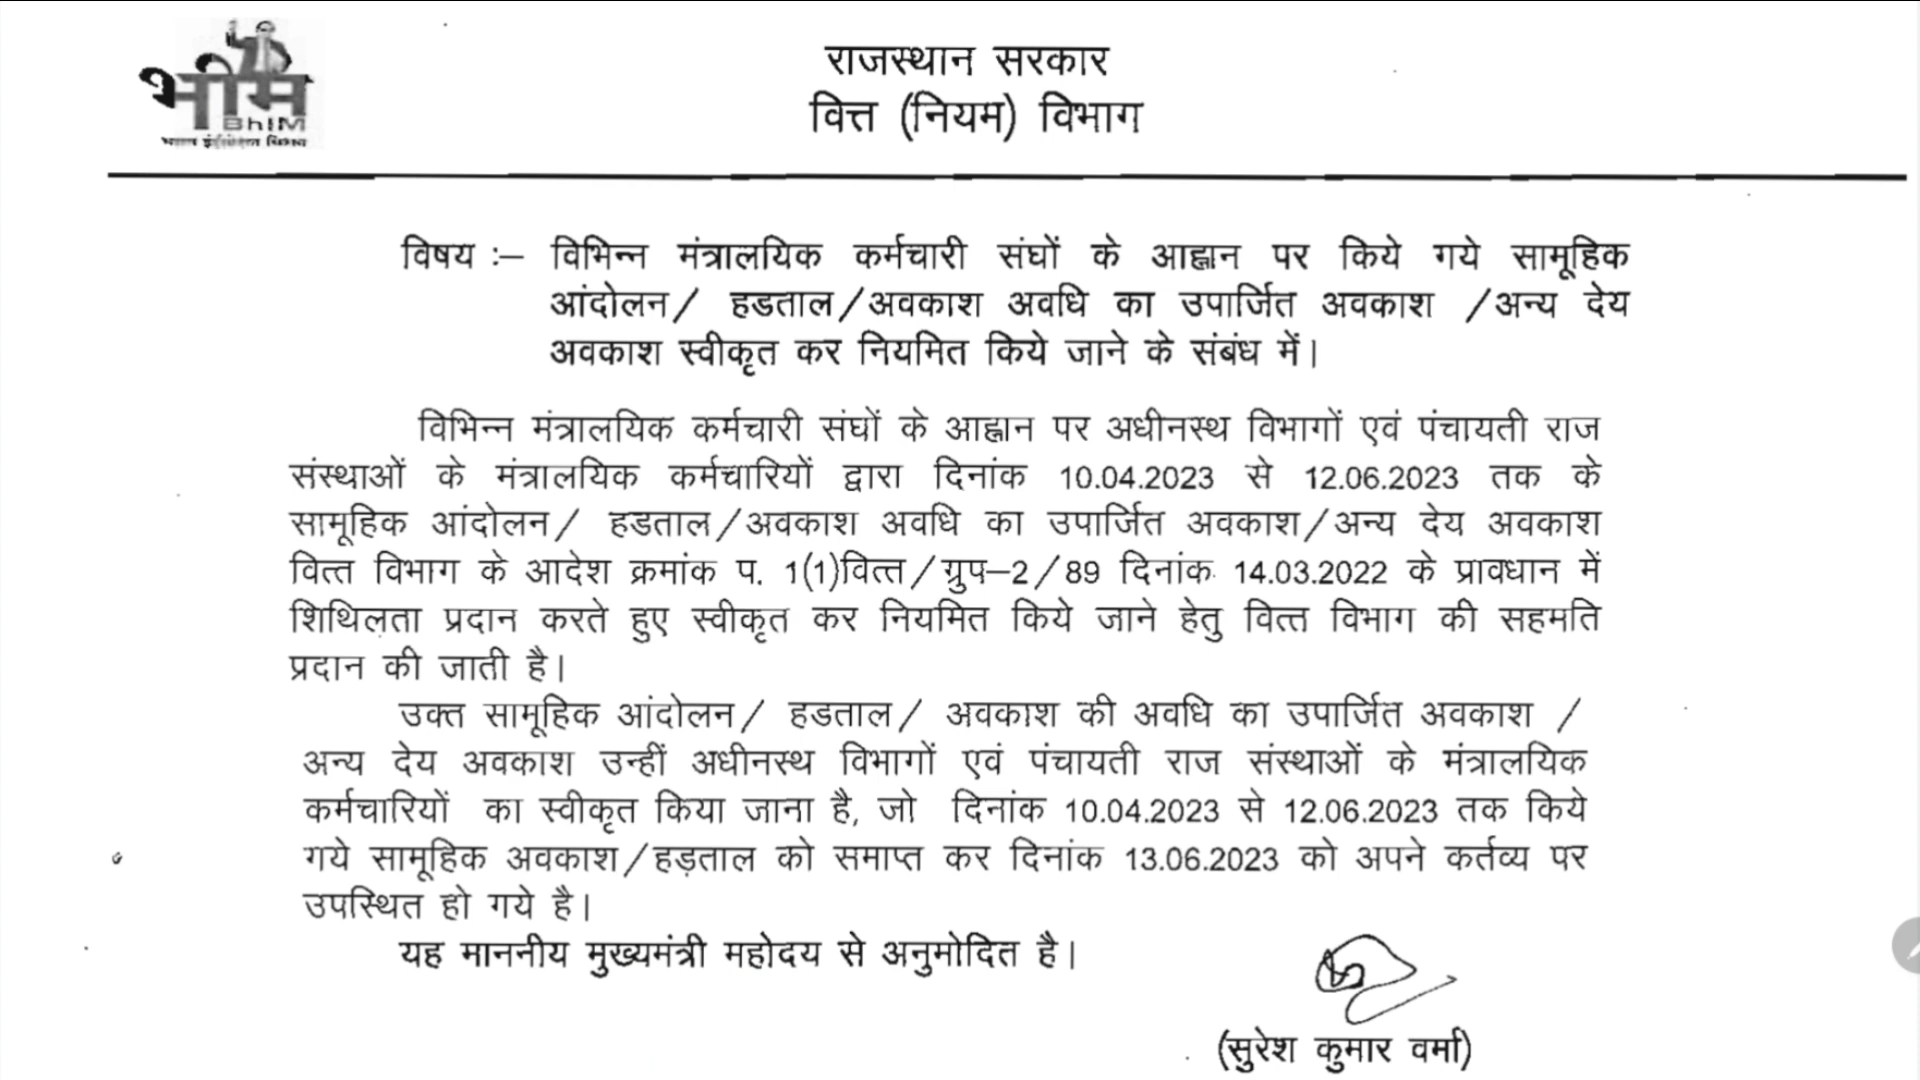 भीम
BhIM
राजस्थान सरकार
वित्त (नियम) विभाग
विषय :– विभिन्न मंत्रालयिक कर्मचारी संघों के आह्वान पर किये गये सामूहिक
आंदोलन/ हडताल/अवकाश अवधि का उपार्जित अवकाश /अन्य देय
अवकाश स्वीकृत कर नियमित किये जाने के संबंध में।
विभिन्न मंत्रालयिक कर्मचारी संघों के आह्वान पर अधीनस्थ विभागों एवं पंचायती राज
संस्थाओं के मंत्रालयिक कर्मचारियों द्वारा दिनांक 10.04.2023 से 12.06.2023 तक के
सामूहिक आंदोलन/ हडताल/अवकाश अवधि का उपार्जित अवकाश/अन्य देय अवकाश
वित्त विभाग के आदेश क्रमांक प. 1(1)वित्त/ग्रुप–2/89 दिनांक 14.03.2022 के प्रावधान में
शिथिलता प्रदान करते हुए स्वीकृत कर नियमित किये जाने हेतु वित्त विभाग की सहमति
प्रदान की जाती है।
उक्त सामूहिक आंदोलन/ हडताल/ अवकाश की अवधि का उपार्जित अवकाश /
अन्य देय अवकाश उन्हीं अधीनस्थ विभागों एवं पंचायती राज संस्थाओं के मंत्रालयिक
कर्मचारियों का स्वीकृत किया जाना है, जो दिनांक 10.04.2023 से 12.06.2023 तक किये
गये सामूहिक अवकाश/हड़ताल को समाप्त कर दिनांक 13.06.2023 को अपने कर्तव्य पर
उपस्थित हो गये है।
यह माननीय मुख्यमंत्री महोदय से अनुमोदित है।
(सुरेश कुमार वर्मा)